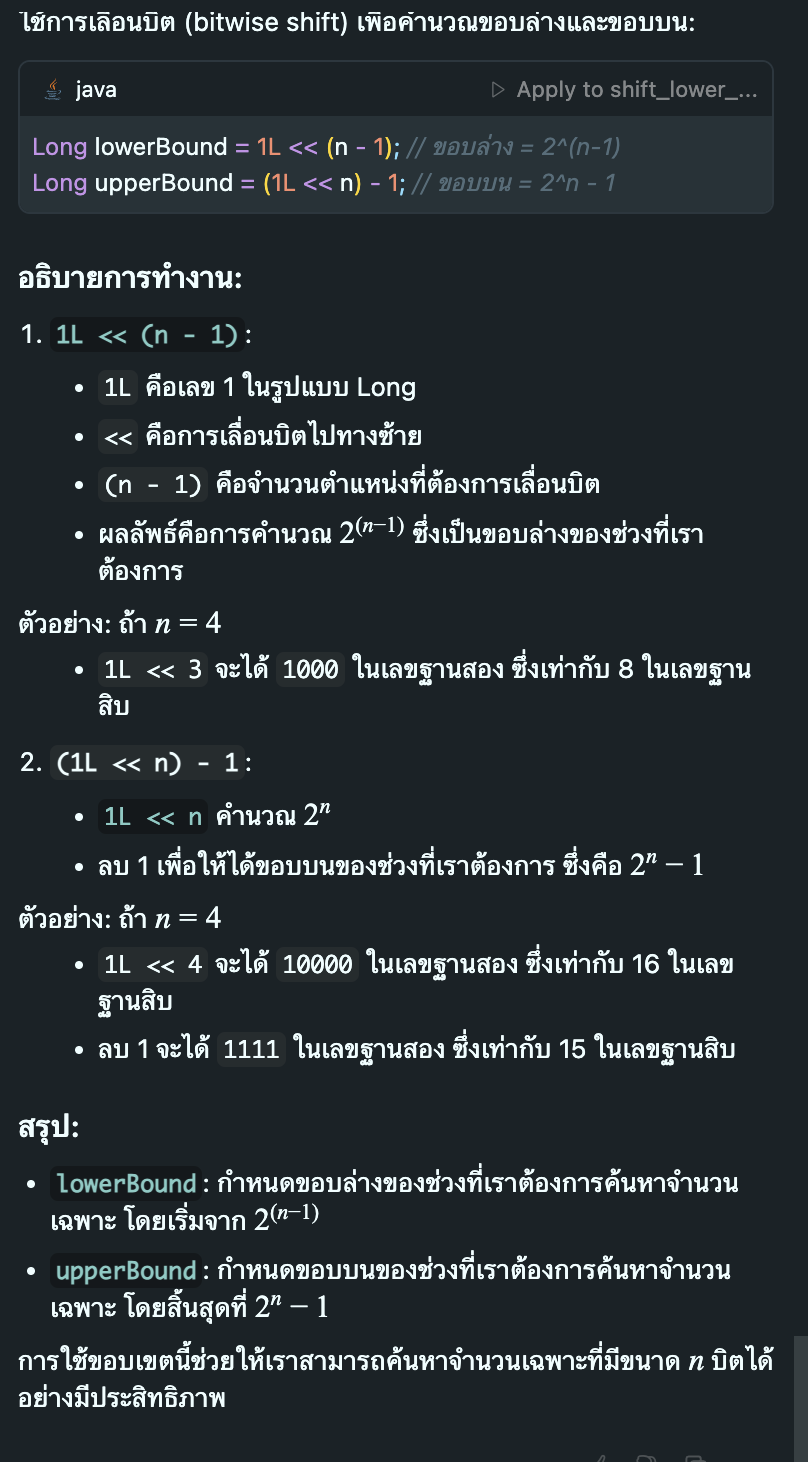 ใช้การเลื่อนบิต (bitwise shift) เพื่อคำนวณขอบล่างและขอบบน:
java
Apply to shift_lower_...
Long lowerBound = 1L << (n - 1); // ขอบล่าง = 2^(n-1)
Long upperBound = (1L << n) - 1; // ขอบบน = 2^n - 1
อธิบายการทำงาน:
1. 1L << (n - 1):
• 1L คือเลข 1 ในรูปแบบ Long
• << คือการเลื่อนบิตไปทางซ้าย
• (n - 1) คือจำนวนตำแหน่งที่ต้องการเลื่อนบิต
• ผลลัพธ์คือการคำนวณ 2⁽ⁿ⁻¹⁾ ซึ่งเป็นขอบล่างของช่วงที่เรา
ต้องการ
ตัวอย่าง: ถ้า n = 4
• 1L << 3 จะได้ 1000 ในเลขฐานสอง ซึ่งเท่ากับ 8 ในเลขฐาน
สิบ
2. (1L << n) - 1:
• 1L << n คำนวณ 2ⁿ
• ลบ 1 เพื่อให้ได้ขอบบนของช่วงที่เราต้องการ ซึ่งคือ 2ⁿ − 1
ตัวอย่าง: ถ้า n = 4
• 1L << 4 จะได้ 10000 ในเลขฐานสอง ซึ่งเท่ากับ 16 ในเลข
ฐานสิบ
• ลบ 1 จะได้ 1111 ในเลขฐานสอง ซึ่งเท่ากับ 15 ในเลขฐานสิบ
สรุป:
• lowerBound: กำหนดขอบล่างของช่วงที่เราต้องการค้นหาจำนวน
เฉพาะ โดยเริ่มจาก 2⁽ⁿ⁻¹⁾
• upperBound: กำหนดขอบบนของช่วงที่เราต้องการค้นหาจำนวน
เฉพาะ โดยสิ้นสุดที่ 2ⁿ − 1
การใช้ขอบเขตนี้ช่วยให้เราสามารถค้นหาจำนวนเฉพาะที่มีขนาด n บิตได้
อย่างมีประสิทธิภาพ